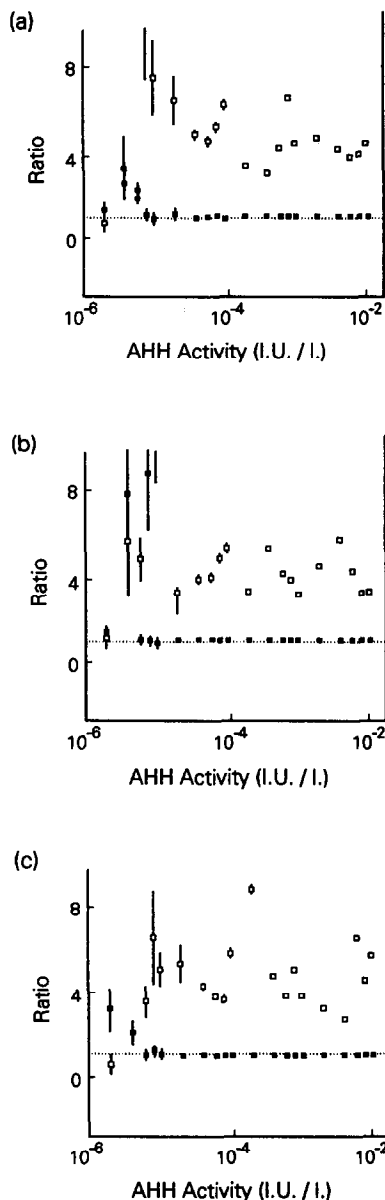 (a)
8
4
0
Ratio
10-6
10-4
10-2
AHH Activity (I.U. / l.)
(b)
8
4
0
Ratio
10-6
10-4
10-2
AHH Activity (I.U. / l.)
(c)
8
4
0
Ratio
10-6
10-4
10-2
AHH Activity (I.U. / l.)